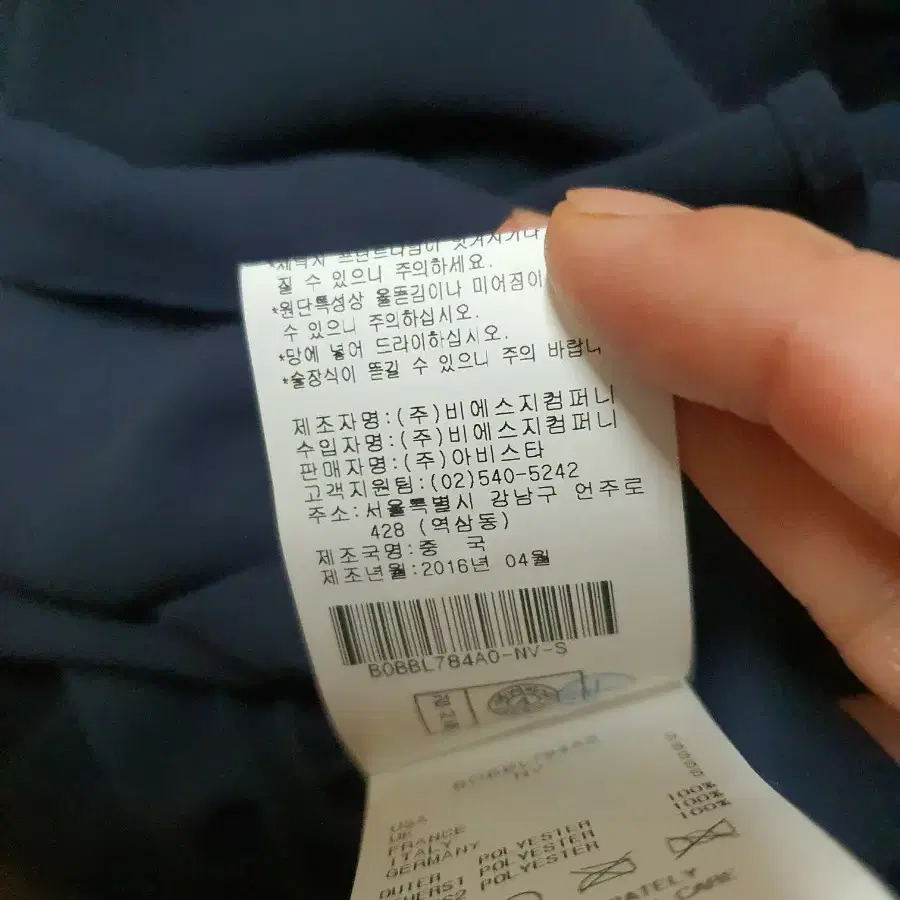 질 수 있으니 주의하세요.
*원단특성상 올뜯김이나 미어짐이
수 있으니 주의하십시오.
*망에 넣어 드라이하십시오.
*술장식이 뜯길 수 있으니 주의 바랍니
제조자명:(주)비에스지컴퍼니
수입자명:(주)비에스지컴퍼니
판매자명:(주)아비스타
고객지원팀:(02)540-5242
주소:서울특별시 강남구 언주로
428 (역삼동)
제조국명:중 국
제조년월:2016년 04월
BOBBL784A0-NV-S
NV
USA
UK
FRANCE
ITALY
GERMANY
100%
100%
100%
OUTER POLYESTER
POLYESTER
POLYESTER
CARE